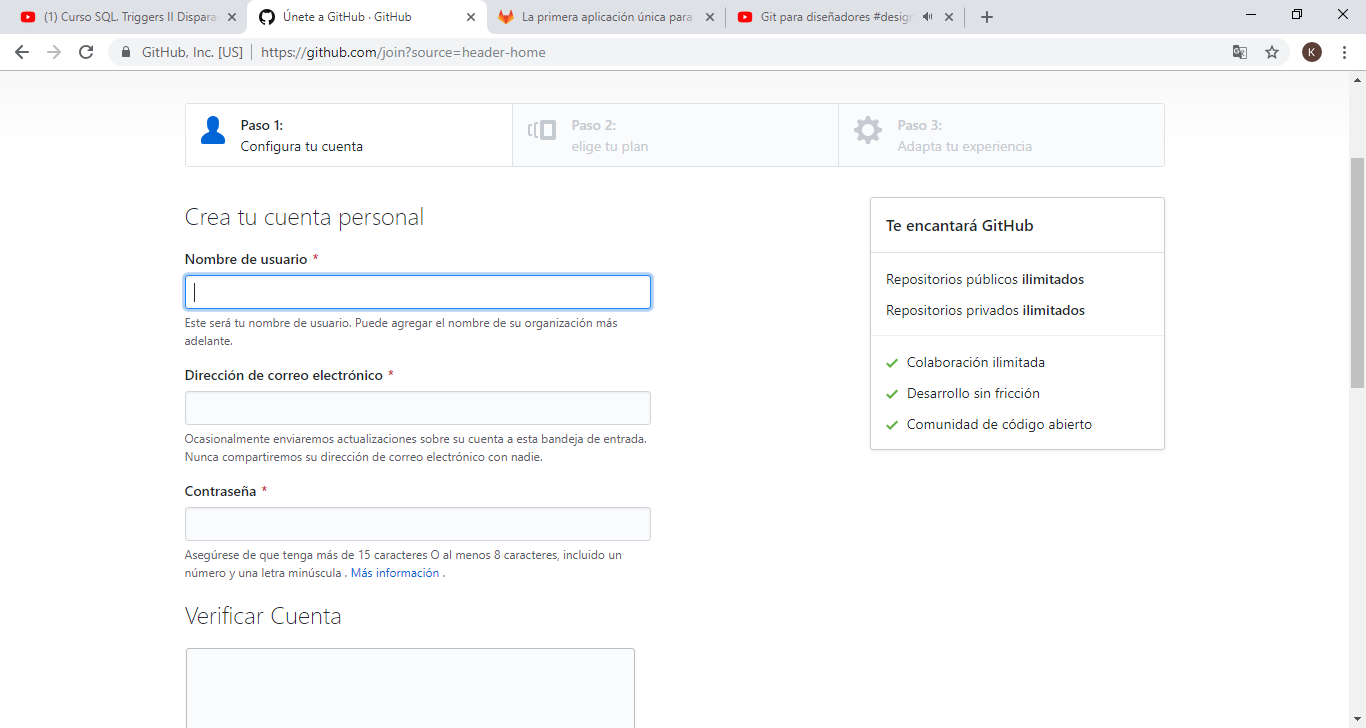 (1) Curso SQL. Triggers II Dispara
Únete a GitHub · GitHub
La primera aplicación única para
Git para diseñadores #design
GitHub, Inc. [US]
https://github.com/join?source=header-home
K
Paso 1:
Configura tu cuenta
Paso 2:
elige tu plan
Paso 3:
Adapta tu experiencia
Crea tu cuenta personal
Nombre de usuario *
Este será tu nombre de usuario. Puede agregar el nombre de su organización más
adelante.
Dirección de correo electrónico *
Ocasionalmente enviaremos actualizaciones sobre su cuenta a esta bandeja de entrada.
Nunca compartiremos su dirección de correo electrónico con nadie.
Contraseña *
Asegúrese de que tenga más de 15 caracteres O al menos 8 caracteres, incluido un
número y una letra minúscula . Más información .
Verificar Cuenta
Te encantará GitHub
Repositorios públicos ilimitados
Repositorios privados ilimitados
Colaboración ilimitada
Desarrollo sin fricción
Comunidad de código abierto